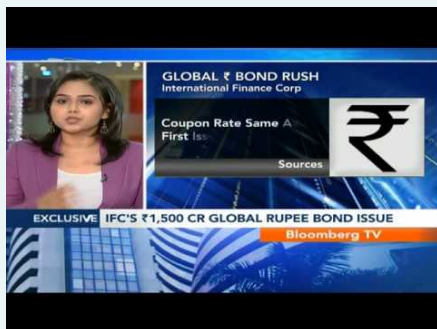 GLOBAL ₹ BOND RUSH
International Finance Corp
Coupon Rate Same A
First Iss
₹
Sources
EXCLUSIVE IFC'S ₹1,500 CR GLOBAL RUPEE BOND ISSUE
Bloomberg TV